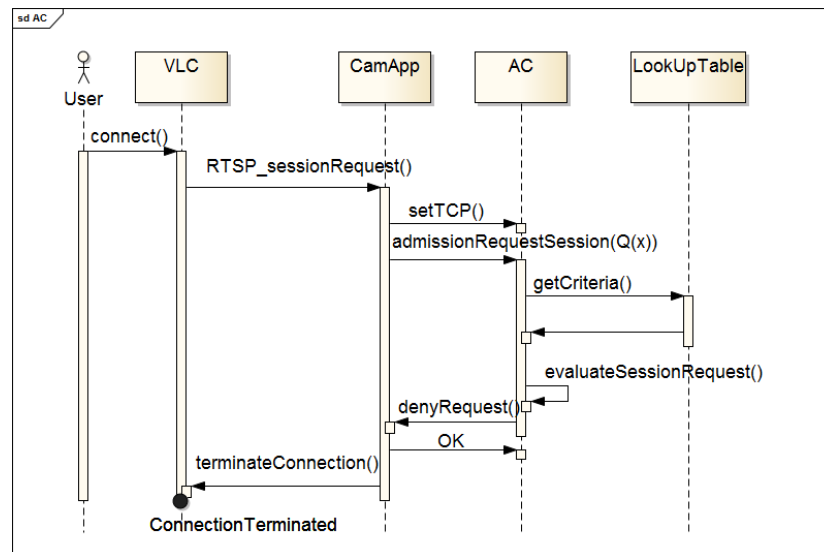 sd AC
VLC
CamApp
AC
LookUpTable
User
connect()
RTSP_sessionRequest()
setTCP()
admissionRequestSession(Q(x))
getCriteria()
evaluateSessionRequest()
denyRequest()
OK
terminateConnection()
ConnectionTerminated